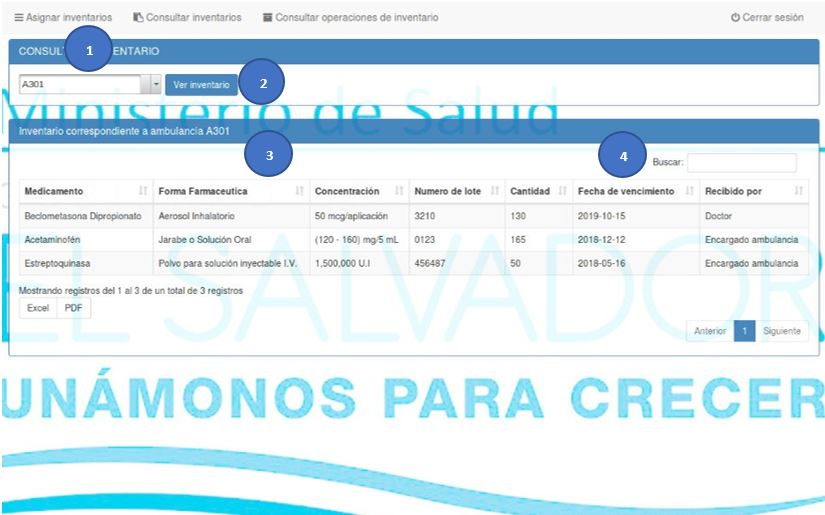 Asignar inventarios Consultar inventarios Consultar operaciones de inventario Cerrar sesión
CONSUL ENTARIO
1
A301 Ver inventario 2
Ministerio de Salud
Inventario correspondiente a ambulancia A301
3 4
Buscar:
Medicamento Forma Farmaceutica Concentración Numero de lote Cantidad Fecha de vencimiento Recibido por
Beclometasona Dipropionato Aerosol Inhalatorio 50 mcg/aplicación 3210 130 2019-10-15 Doctor
Acetaminofén Jarabe o Solución Oral (120 - 160) mg/5 mL 0123 165 2018-12-12 Encargado ambulancia
Estreptoquinasa Polvo para solución inyectable I.V. 1,500,000 U.I 456487 50 2018-05-16 Encargado ambulancia
Mostrando registros del 1 al 3 de un total de 3 registros
Excel PDF
EL SALVADOR
Anterior 1 Siguiente
UNÁMONOS PARA CRECER